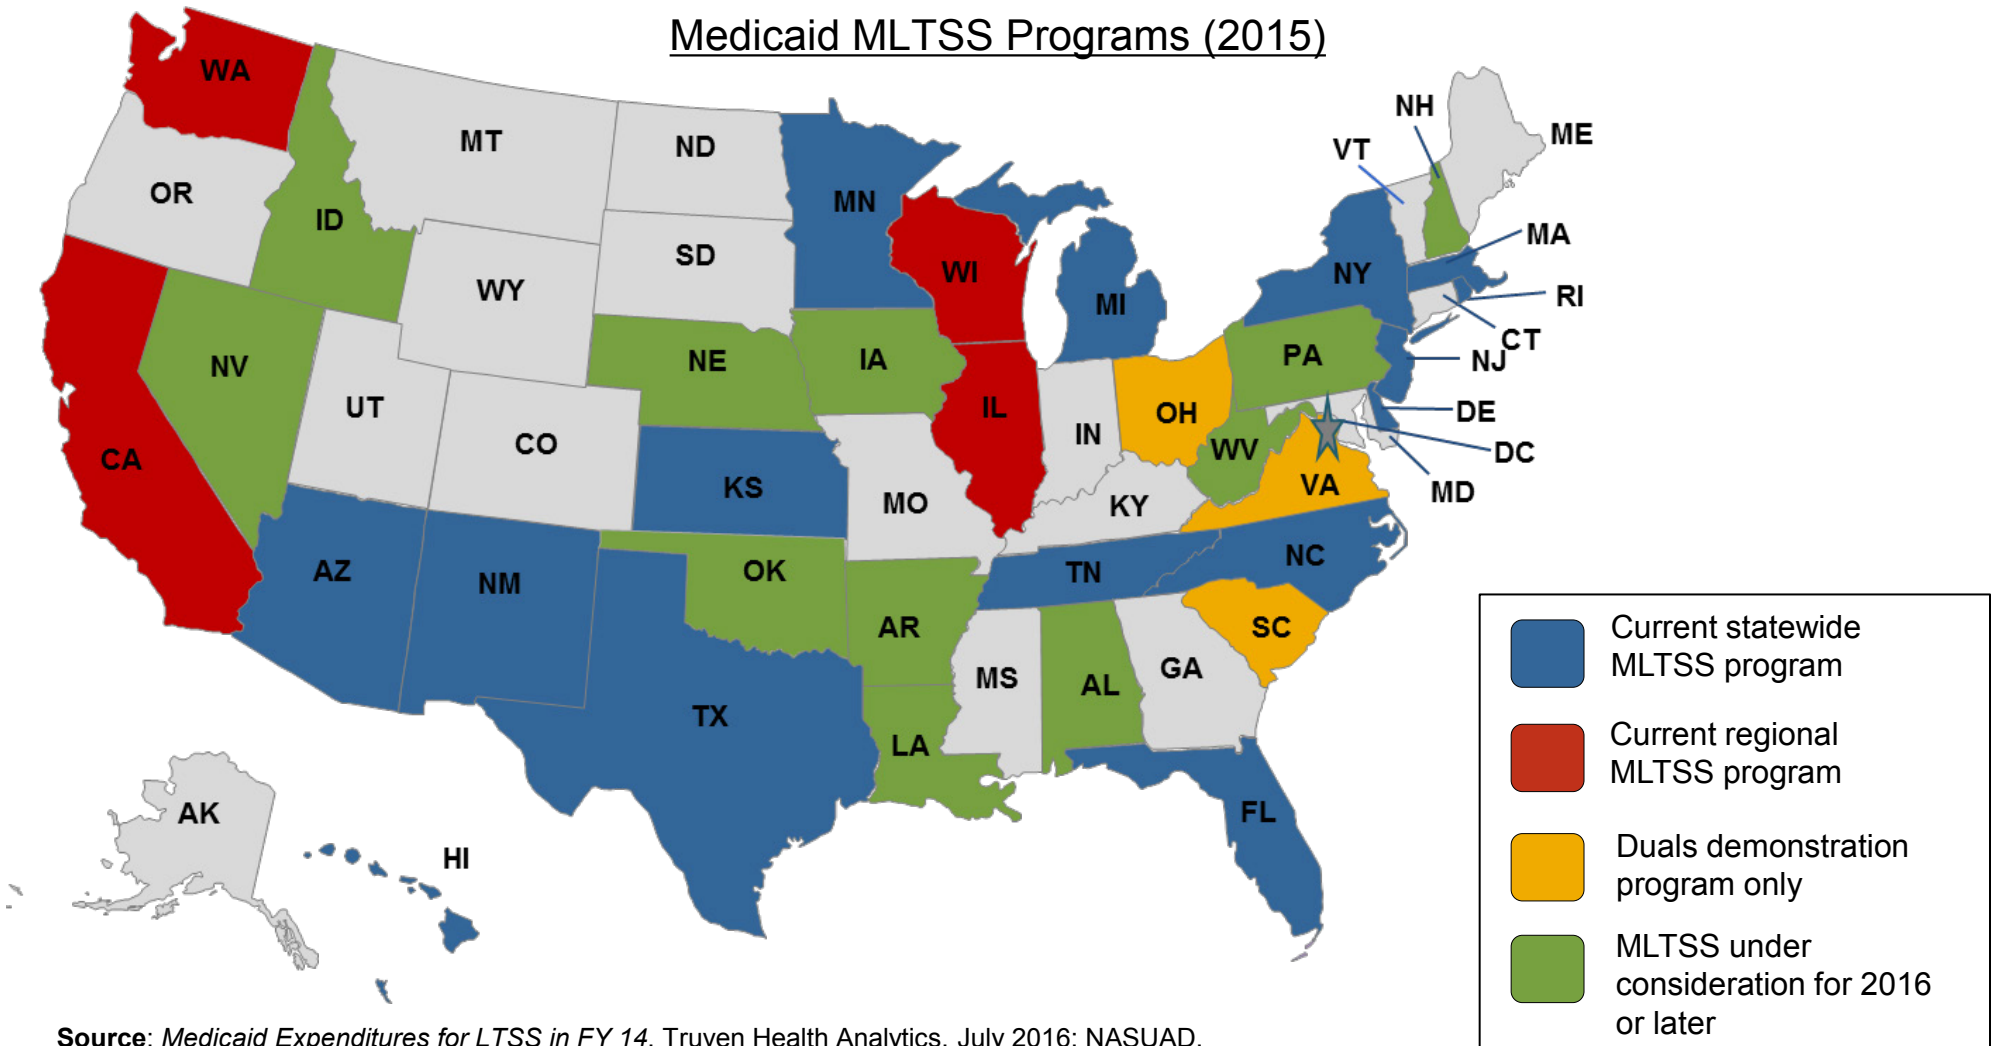 Medicaid MLTSS Programs (2015)
WA
MT
ND
MN
OR
ID
SD
WY
WI
MI
NY
VT
NH
ME
MA
RI
CT
NJ
DE
DC
MD
NV
NE
IA
PA
UT
CO
IL
IN
OH
WV
VA
CA
KS
MO
KY
AZ
NM
OK
TN
NC
AR
SC
MS
AL
GA
TX
LA
FL
AK
HI
Current statewide
MLTSS program
Current regional
MLTSS program
Duals demonstration
program only
MLTSS under
consideration for 2016
or later
Source: Medicaid Expenditures for LTSS in FY 14, Truven Health Analytics, July 2016; NASUAD.